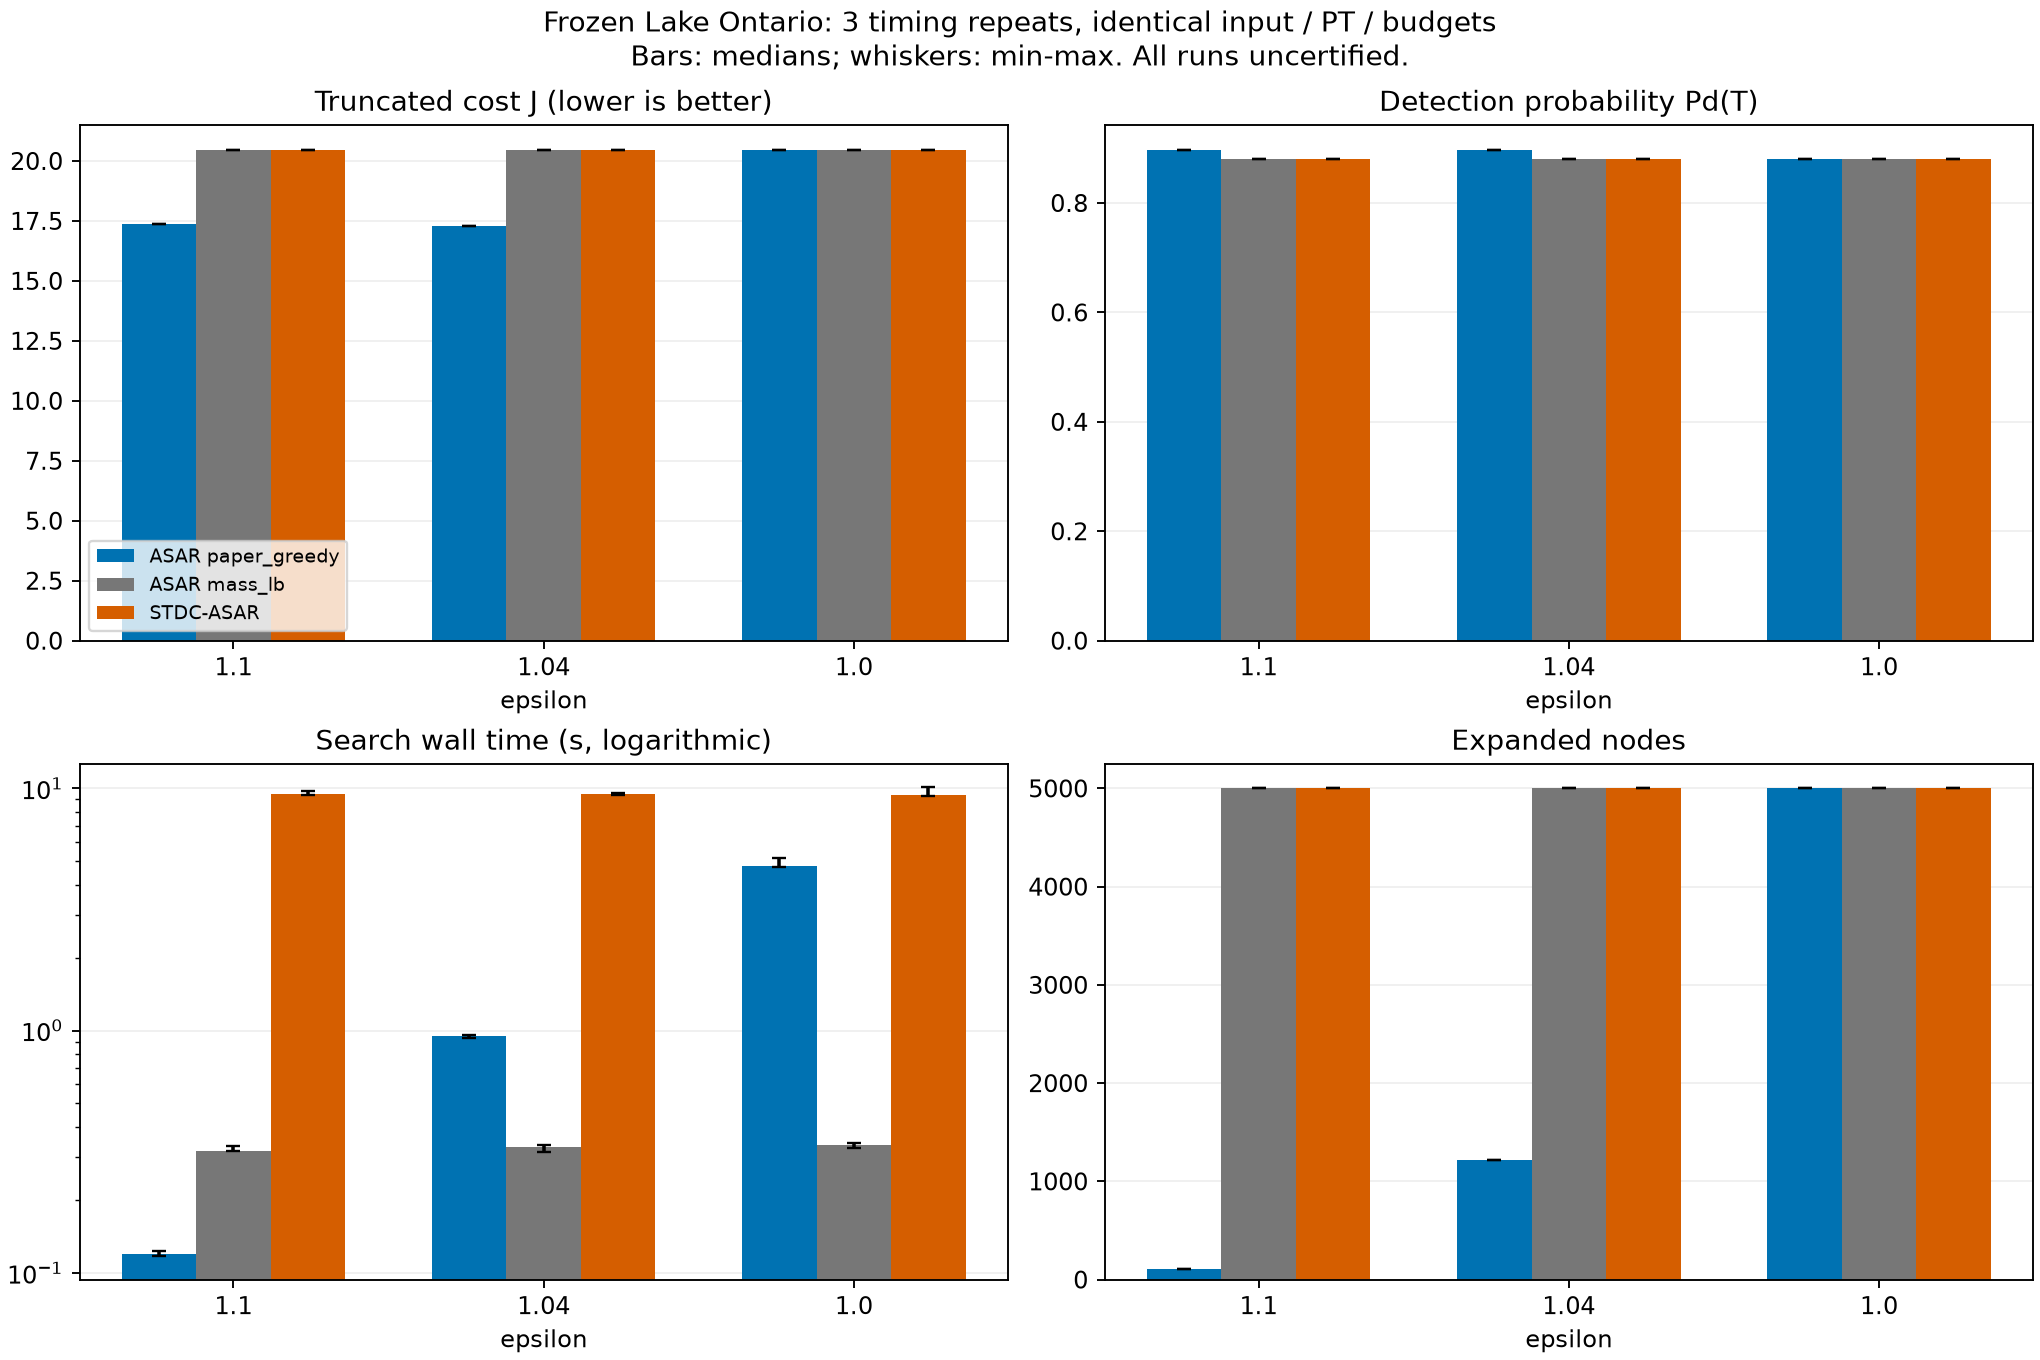 Frozen Lake Ontario: 3 timing repeats, identical input / PT / budgets
Bars: medians; whiskers: min-max. All runs uncertified.
Truncated cost J (lower is better)
20.0
17.5
15.0
12.5
10.0
7.5
5.0
2.5
0.0
ASAR paper_greedy
ASAR mass_lb
STDC-ASAR
1.1
1.04
1.0
epsilon
Detection probability Pd(T)
0.8
0.6
0.4
0.2
0.0
1.1
1.04
1.0
epsilon
Search wall time (s, logarithmic)
10¹
10⁰
10⁻¹
1.1
1.04
1.0
epsilon
Expanded nodes
5000
4000
3000
2000
1000
0
1.1
1.04
1.0
epsilon